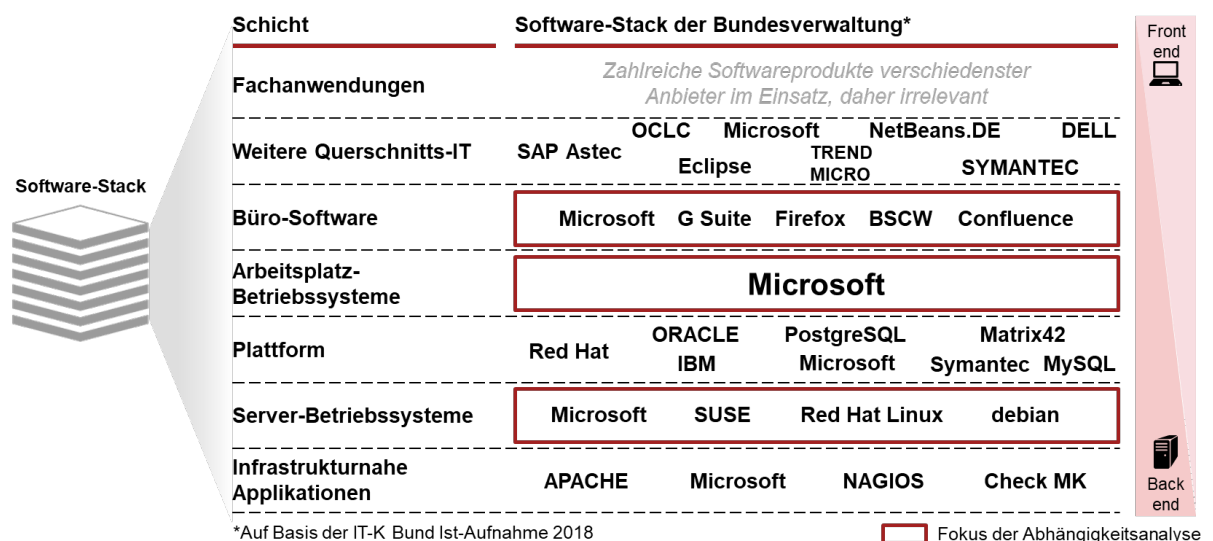 Schicht
Software-Stack der Bundesverwaltung*
Front
end
Fachanwendungen
Zahlreiche Softwareprodukte verschiedenster
Anbieter im Einsatz, daher irrelevant
Weitere Querschnitts-IT
OCLC Microsoft NetBeans.DE DELL
SAP Astec Eclipse TREND
MICRO SYMANTEC
Software-Stack
Büro-Software
Microsoft G Suite Firefox BSCW Confluence
Arbeitsplatz-
Betriebssysteme
Microsoft
Plattform
ORACLE PostgreSQL Matrix42
Red Hat IBM Microsoft Symantec MySQL
Server-Betriebssysteme
Microsoft SUSE Red Hat Linux debian
Infrastrukturnahe
Applikationen
APACHE Microsoft NAGIOS Check MK
Back
end
*Auf Basis der IT-K Bund Ist-Aufnahme 2018
Fokus der Abhängigkeitsanalyse